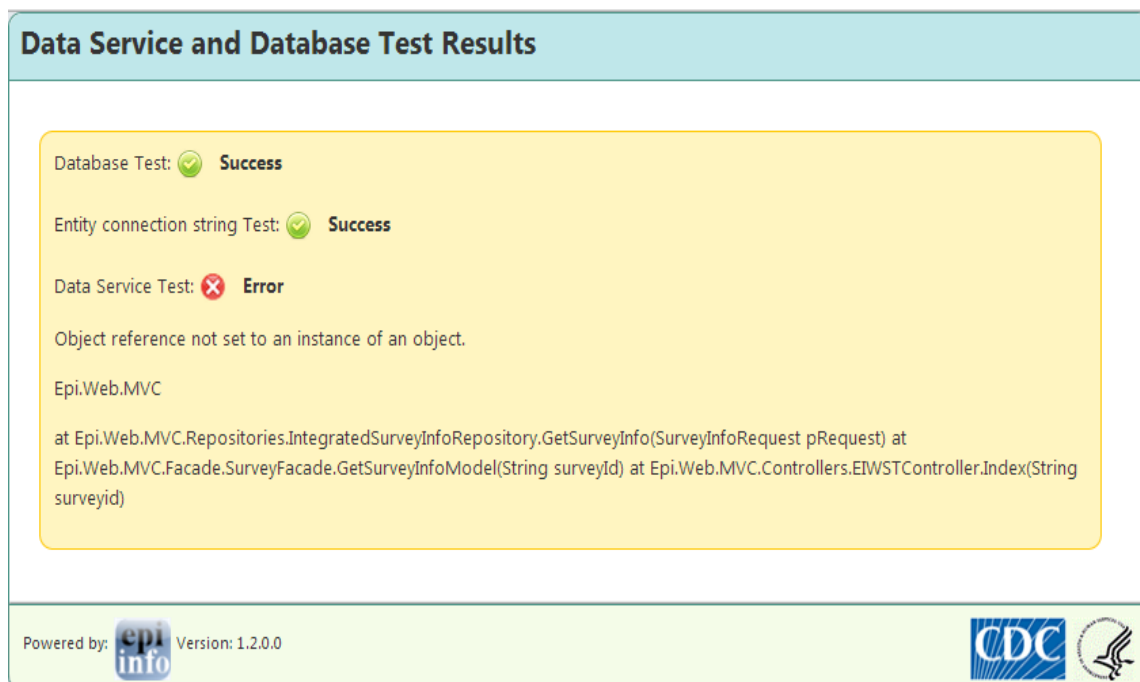 Data Service and Database Test Results
Database Test: Success
Entity connection string Test: Success
Data Service Test: Error
Object reference not set to an instance of an object.
Epi.Web.MVC
at Epi.Web.MVC.Repositories.IntegratedSurveyInfoRepository.GetSurveyInfo(SurveyInfoRequest pRequest) at
Epi.Web.MVC.Facade.SurveyFacade.GetSurveyInfoModel(String surveyId) at Epi.Web.MVC.Controllers.EIWSTController.Index(String
surveyid)
Powered by: epi info Version: 1.2.0.0
CDC